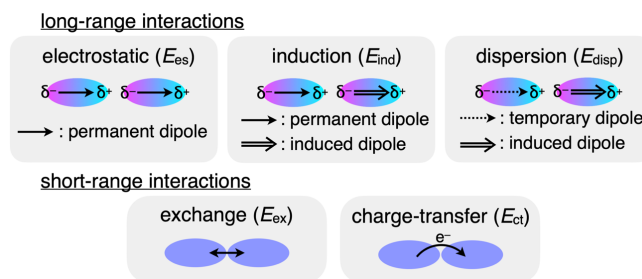 long-range interactions
electrostatic (Ees)
δ− δ+ δ− δ+
: permanent dipole
induction (Eind)
δ− δ+ δ− δ+
: permanent dipole
: induced dipole
dispersion (Edisp)
δ− δ+ δ− δ+
: temporary dipole
: induced dipole
short-range interactions
exchange (Eex)
charge-transfer (Ect)
e−